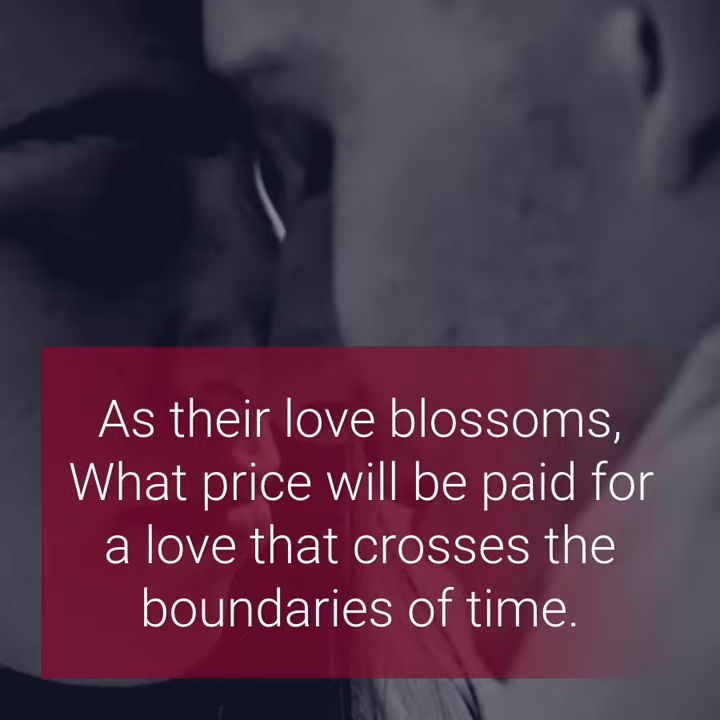 As their love blossoms,
What price will be paid for
a love that crosses the
boundaries of time.